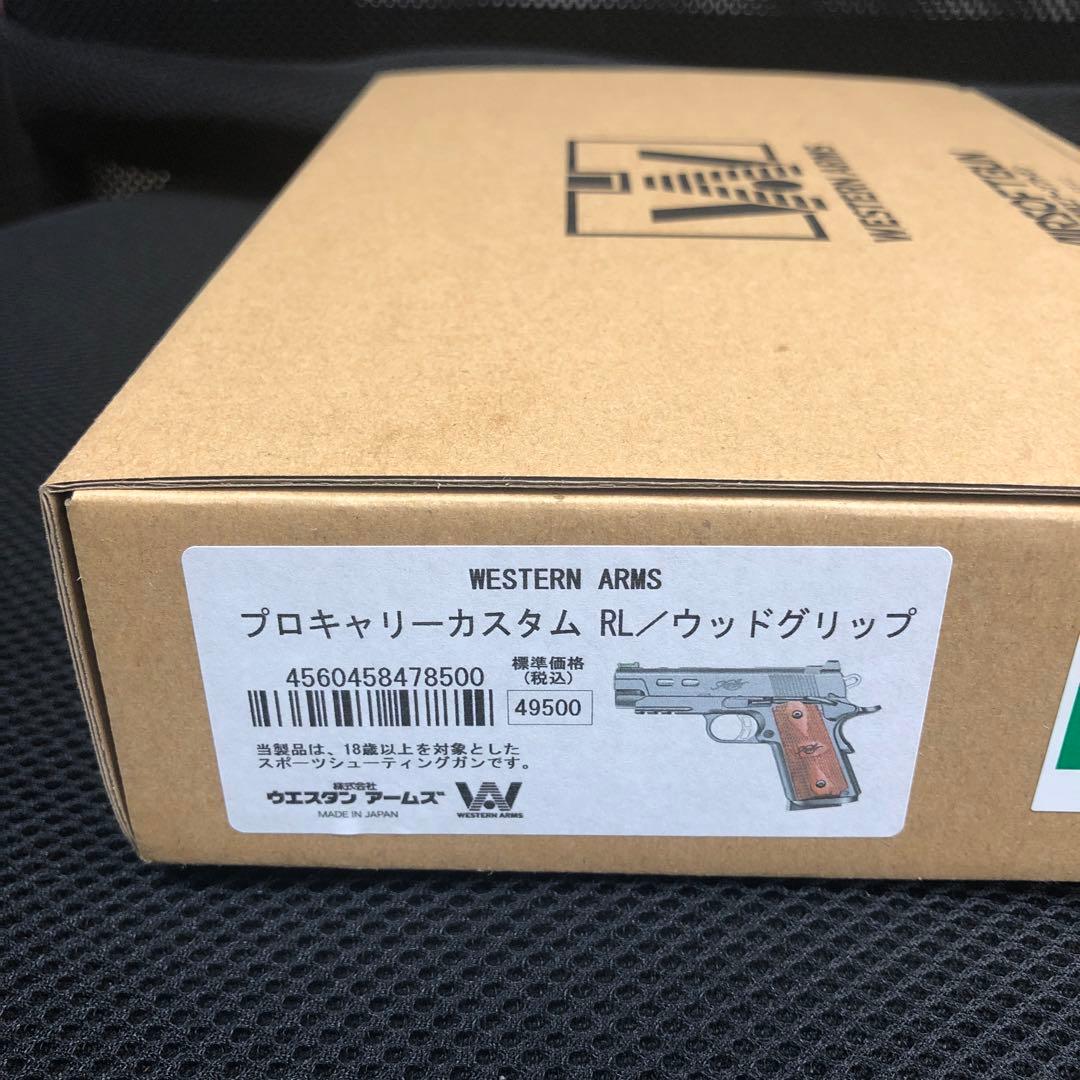 WESTERN ARMS
WESTERN ARMS
プロキャリーカスタム RL／ウッドグリップ
4560458478500
標準価格
(税込)
49500
当製品は、18歳以上を対象とした
スポーツシューティングガンです。
株式会社
ウエスタン アームズ
MADE IN JAPAN
WESTERN ARMS